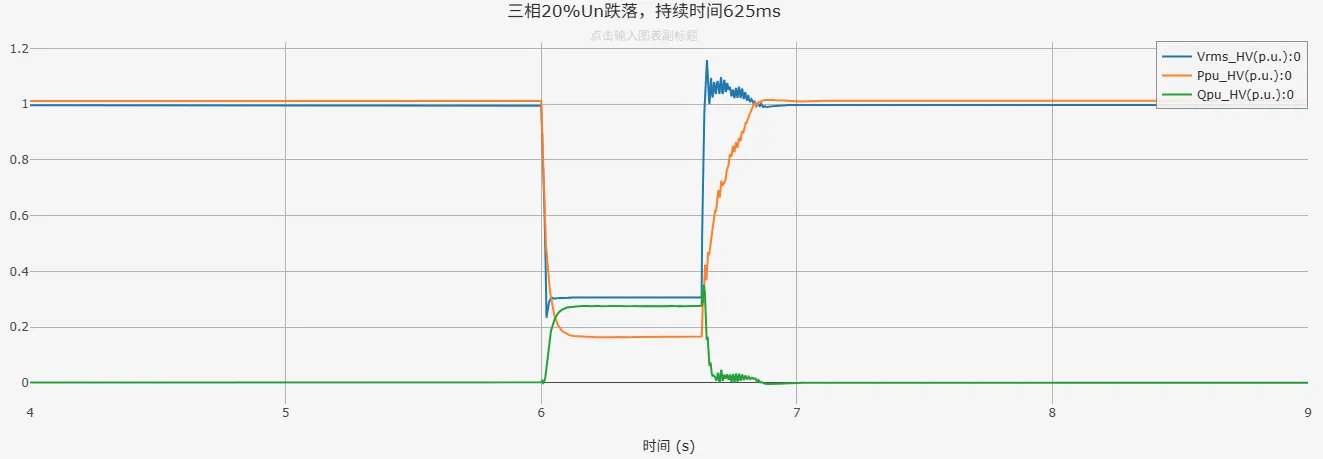 三相20%Un跌落，持续时间625ms
点击输入图表副标题
Vrms_HV(p.u.):0
Ppu_HV(p.u.):0
Qpu_HV(p.u.):0
1.2
1
0.8
0.6
0.4
0.2
0
4 5 6 7 8 9
时间 (s)